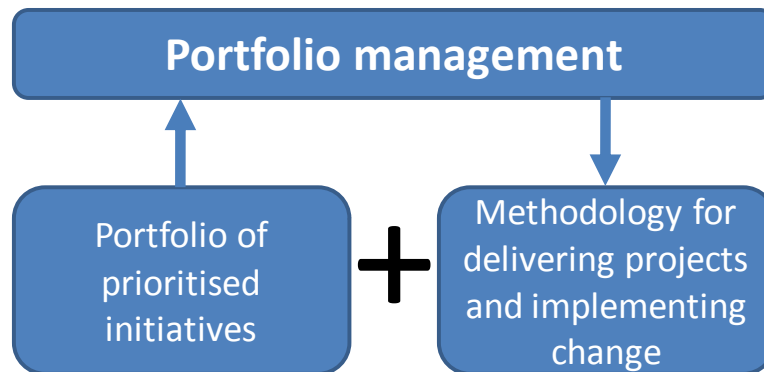 Portfolio management
Portfolio of
prioritised
initiatives
Methodology for
delivering projects
and implementing
change